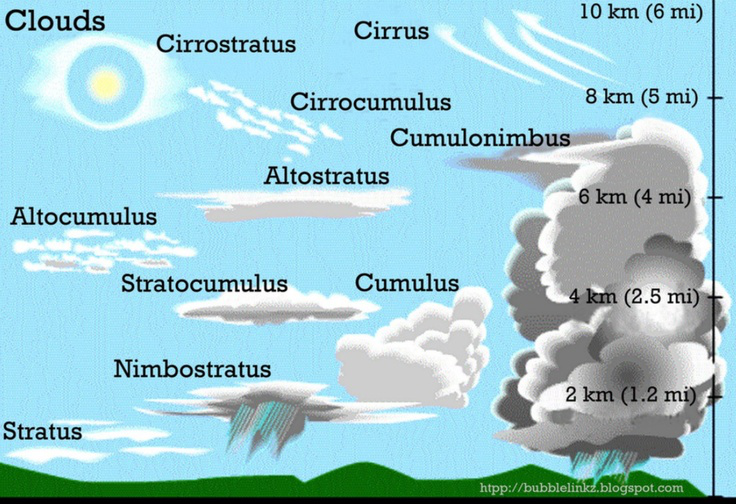 Clouds
Cirrostratus
Cirrus
10 km (6 mi)
8 km (5 mi)
Cirrocumulus
Cumulonimbus
Altostratus
6 km (4 mi)
Altocumulus
Stratocumulus
Cumulus
4 km (2.5 mi)
Nimbostratus
2 km (1.2 mi)
Stratus
htpp://bubblelinkz.blogspot.com